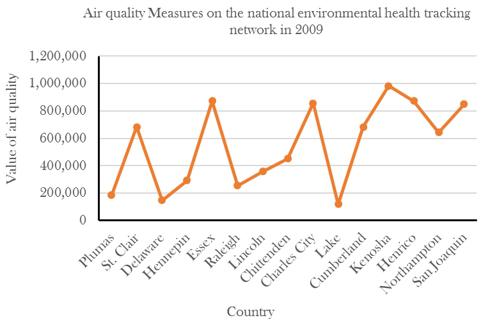 Air quality Measures on the national environmental health tracking
network in 2009
Value of air quality
1,200,000
1,000,000
800,000
600,000
400,000
200,000
0
Plumas
St. Clair
Delaware
Hennepin
Essex
Raleigh
Lincoln
Chittenden
Charles City
Lake
Cumberland
Kenosha
Henrico
Northampton
San Joaquin
Country